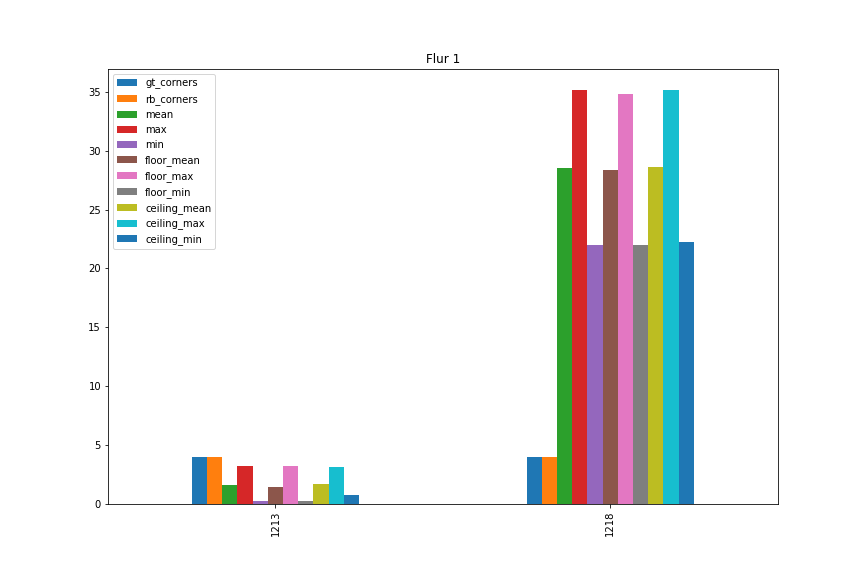 Flur 1
gt_corners
rb_corners
mean
max
min
floor_mean
floor_max
floor_min
ceiling_mean
ceiling_max
ceiling_min
35
30
25
20
15
10
5
0
1213
1218